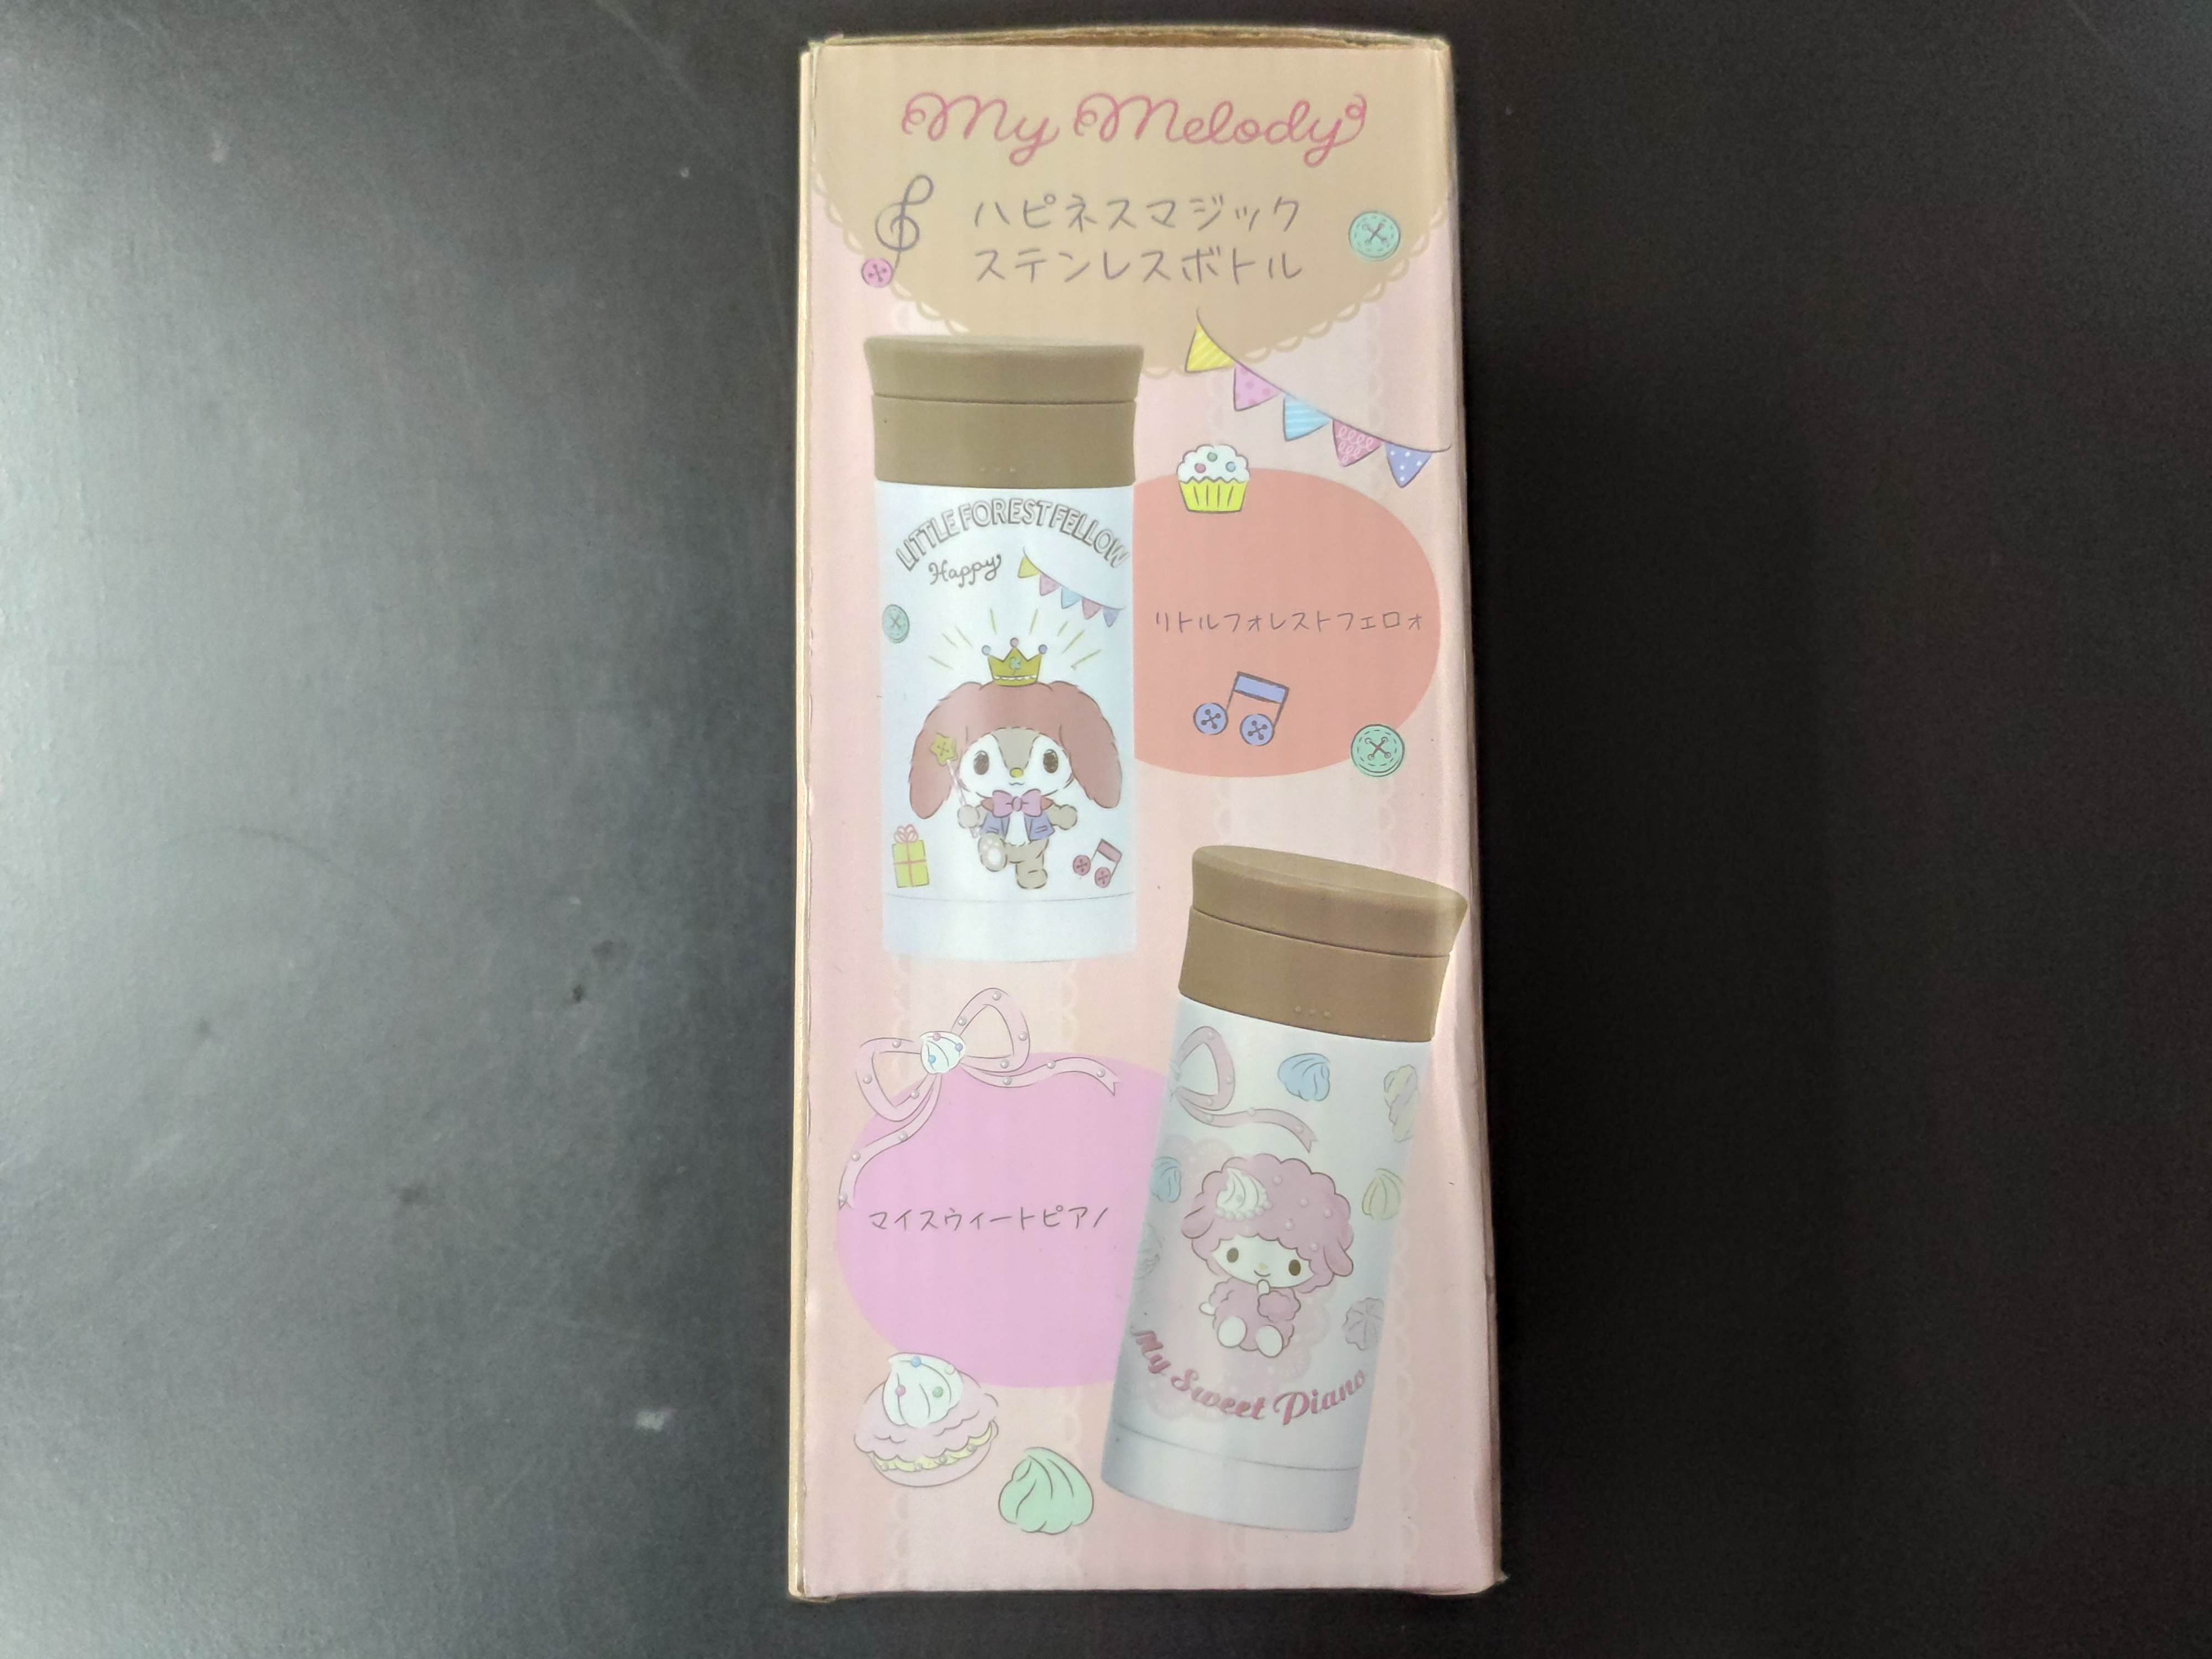 My Melody
ハピネスマジック
ステンレスボトル
LITTLE FOREST FELLOW
Happy
リトルフォレストフェロォ
マイスウィートピアノ
My Sweet Piano